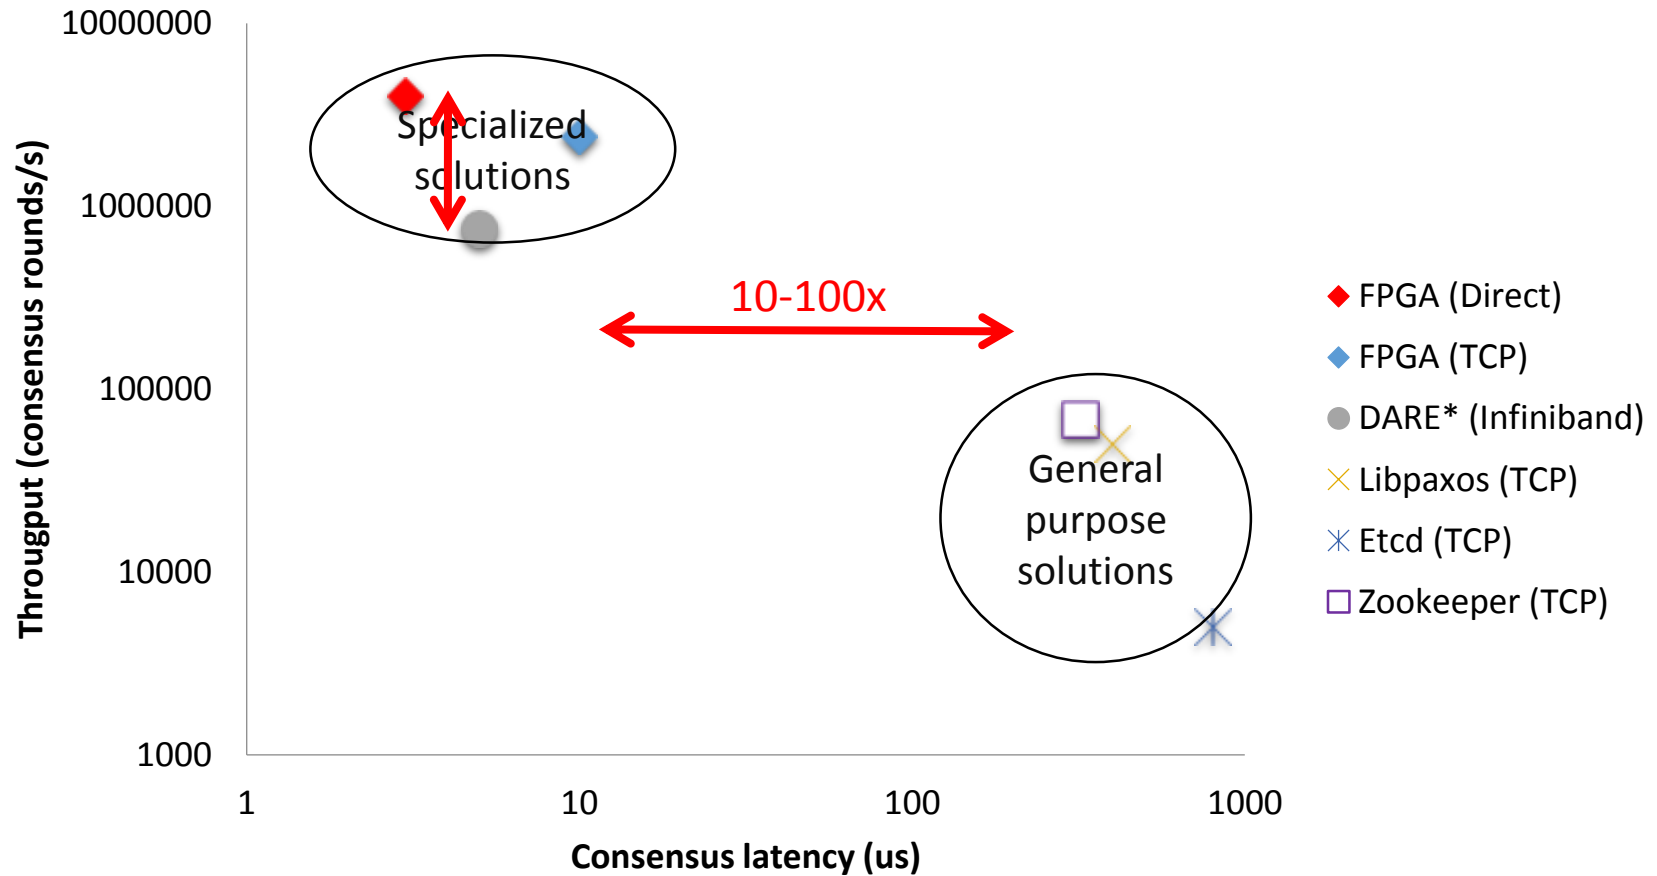 10000000
1000000
100000
10000
1000
Througput (consensus rounds/s)
Specialized
solutions
10-100x
General
purpose
solutions
1
10
100
1000
Consensus latency (us)
FPGA (Direct)
FPGA (TCP)
DARE* (Infiniband)
Libpaxos (TCP)
Etcd (TCP)
Zookeeper (TCP)